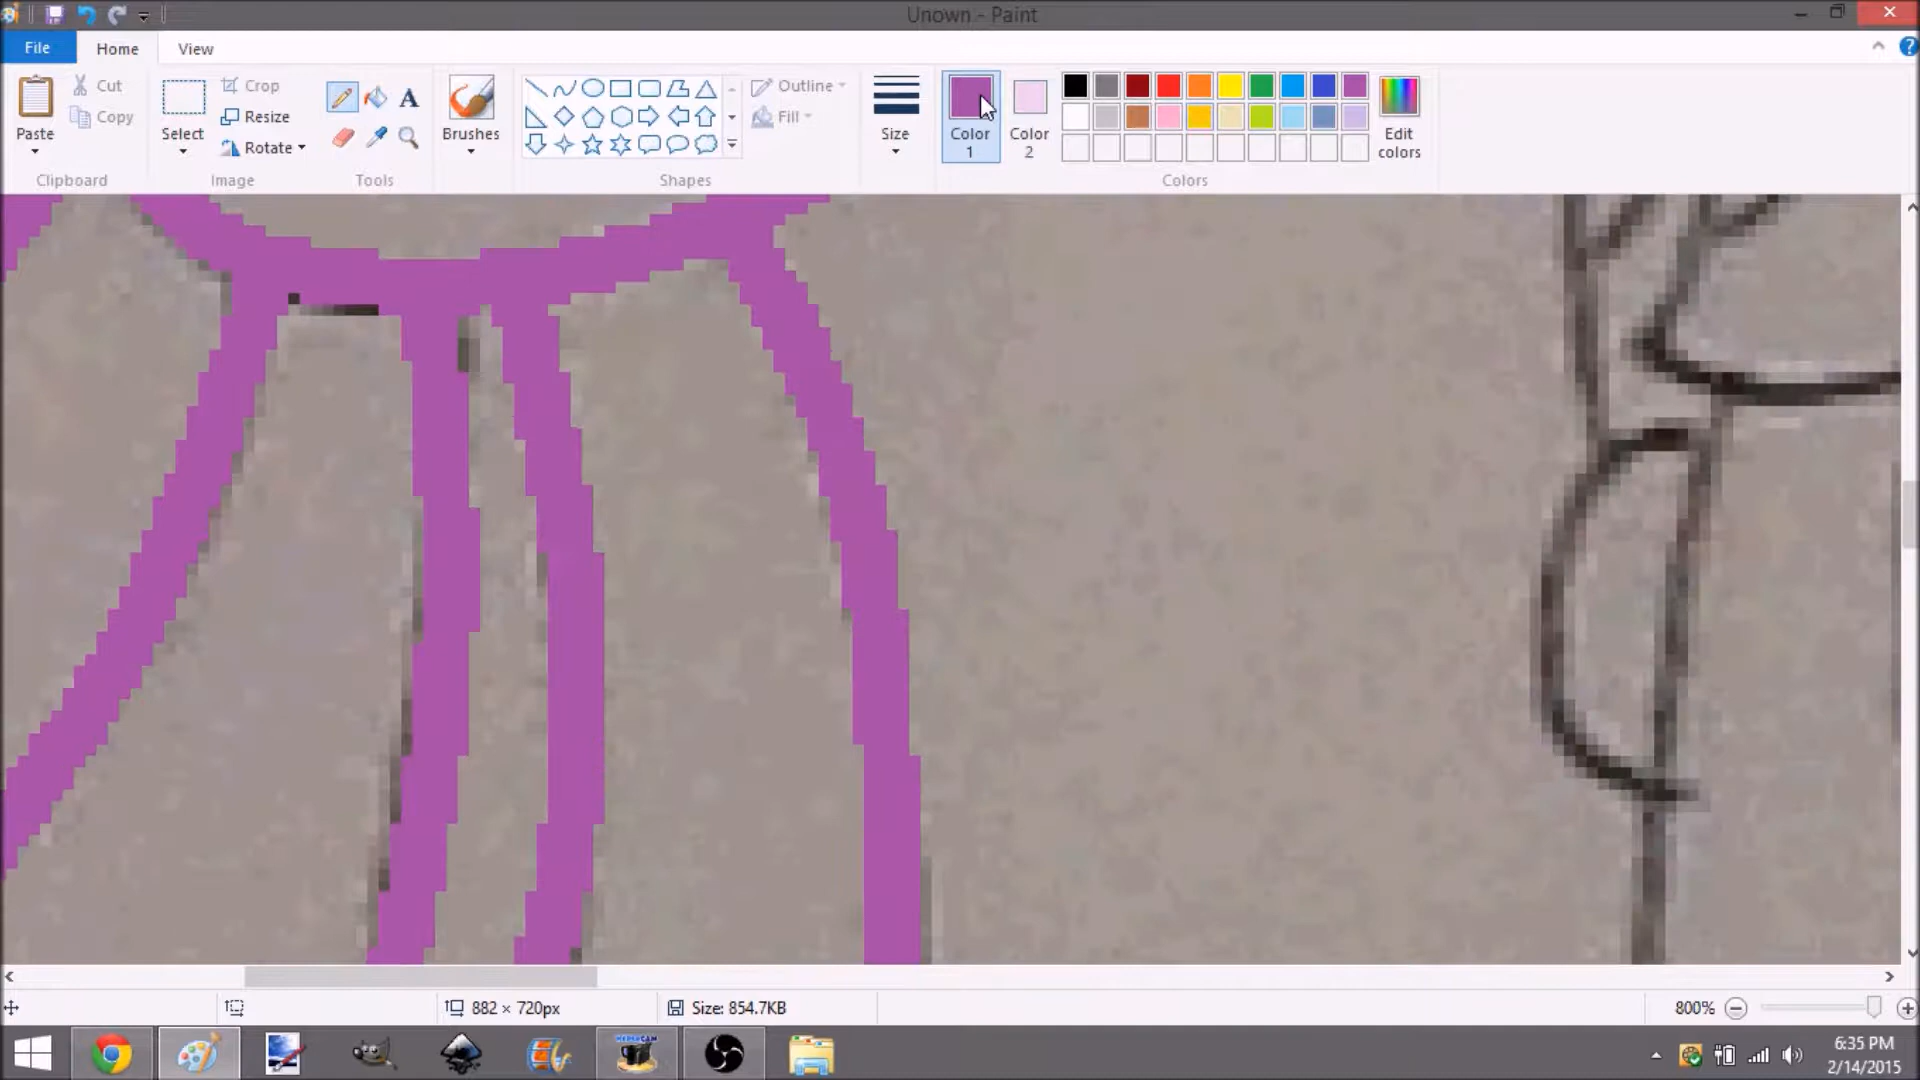 Unown - Paint
File Home View
Paste
Cut
Copy
Clipboard
Select
Crop
Resize
Rotate
Image
A
Tools
Brushes
Outline
Fill
Shapes
Size
Color 1
Color 2
Edit colors
Colors
882 × 720px
Size: 854.7KB
800%
HYPERCAM
6:35 PM
2/14/2015